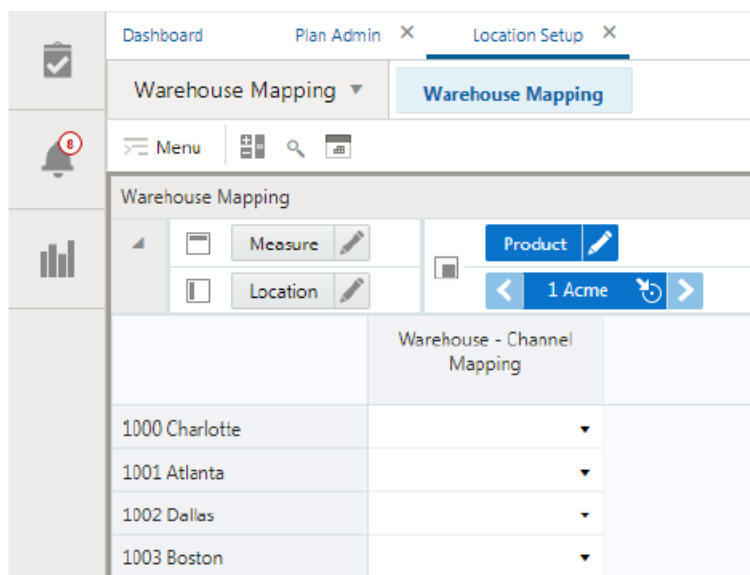 Dashboard Plan Admin Location Setup
Warehouse Mapping Warehouse Mapping
8
Menu
Warehouse Mapping
Measure Product
Location 1 Acme
Warehouse - Channel
Mapping
1000 Charlotte
1001 Atlanta
1002 Dallas
1003 Boston